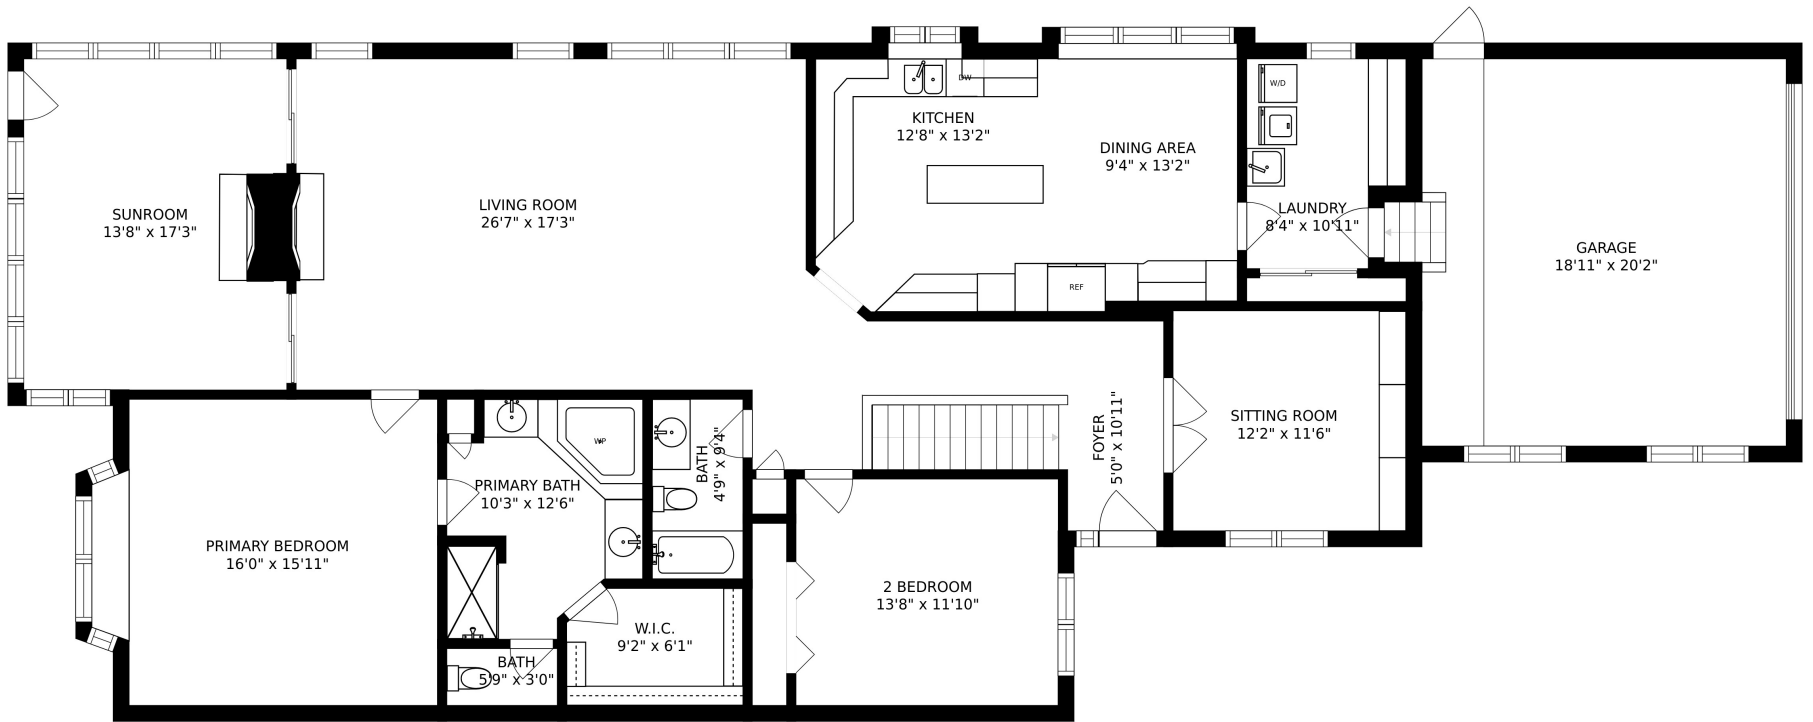 DW
KITCHEN
12'8" x 13'2"
W/D
DINING AREA
9'4" x 13'2"
SUNROOM
13'8" x 17'3"
LIVING ROOM
26'7" x 17'3"
LAUNDRY
8'4" x 10'11"
GARAGE
18'11" x 20'2"
REF
WP
BATH
4'9" x 9'4"
FOYER
5'0" x 10'11"
SITTING ROOM
12'2" x 11'6"
PRIMARY BATH
10'3" x 12'6"
PRIMARY BEDROOM
16'0" x 15'11"
2 BEDROOM
13'8" x 11'10"
W.I.C.
9'2" x 6'1"
BATH
5'9" x 3'0"